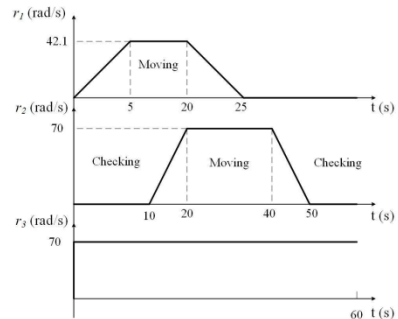 r1 (rad/s)
42.1
Moving
5 20 25 t (s)
r2 (rad/s)
70
Checking Moving Checking
10 20 40 50 t (s)
r3 (rad/s)
70
60 t (s)